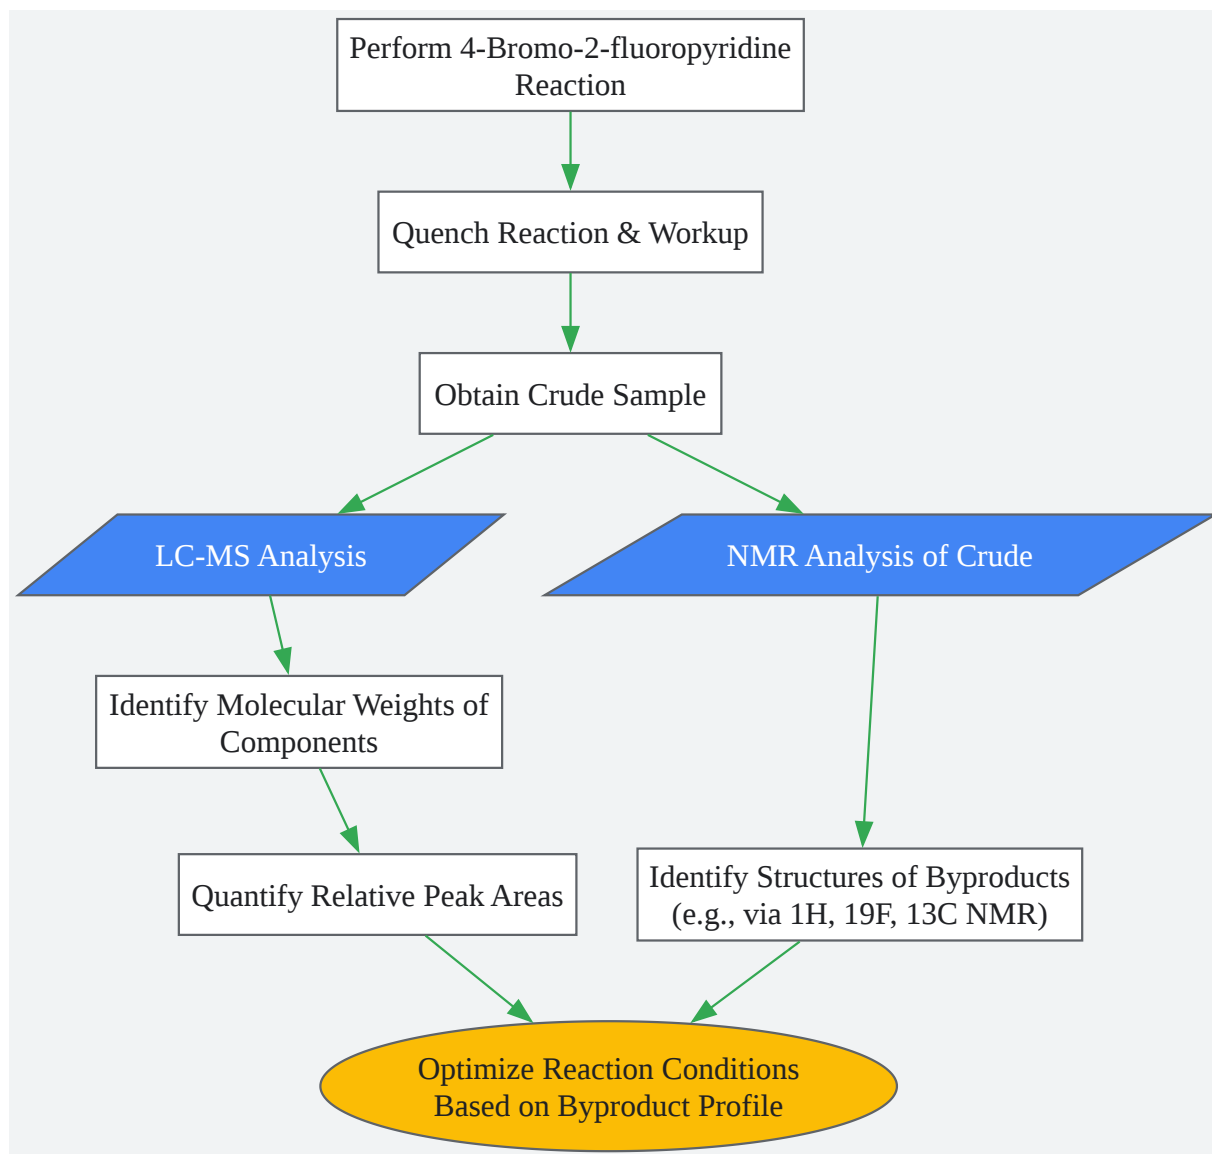 Perform 4-Bromo-2-fluoropyridine
Reaction
Quench Reaction & Workup
Obtain Crude Sample
LC-MS Analysis
NMR Analysis of Crude
Identify Molecular Weights of
Components
Quantify Relative Peak Areas
Identify Structures of Byproducts
(e.g., via 1H, 19F, 13C NMR)
Optimize Reaction Conditions
Based on Byproduct Profile